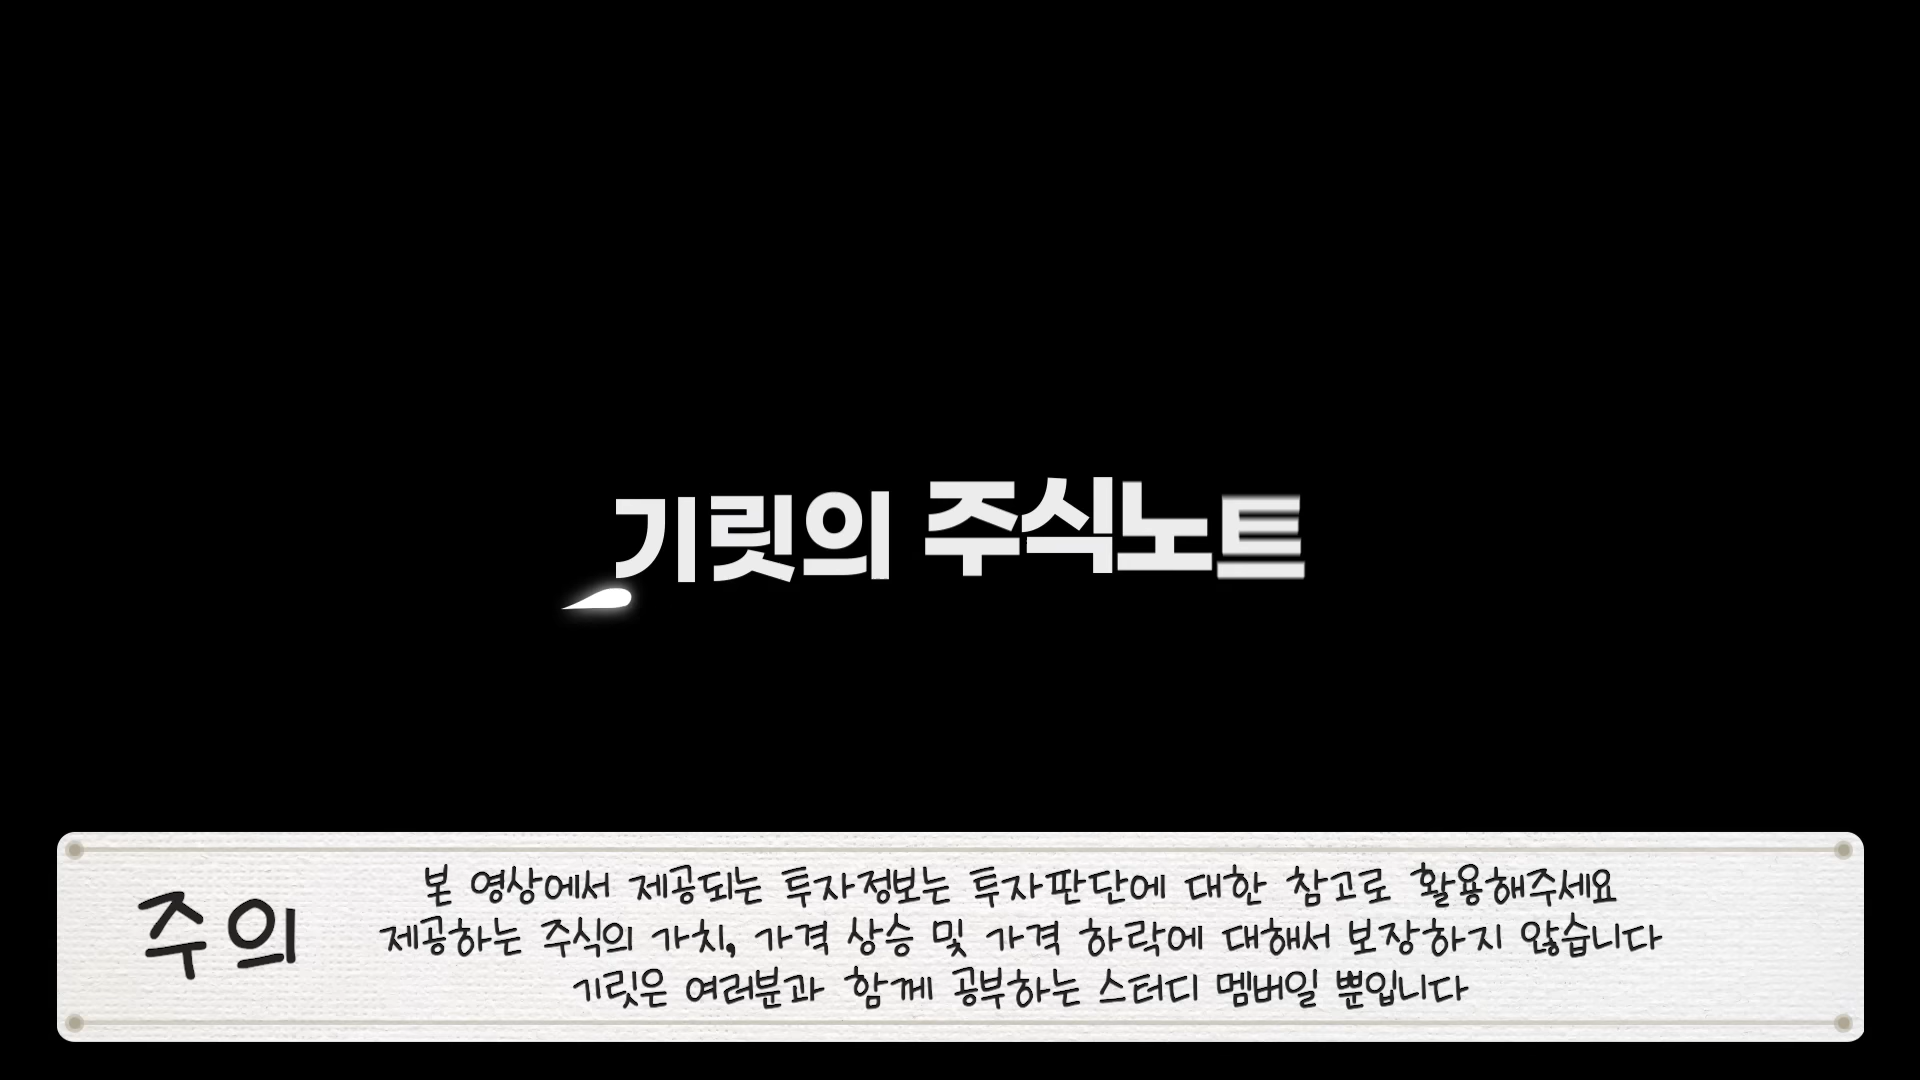 기릿의 주식노트
주의
본 영상에서 제공되는 투자정보는 투자판단에 대한 참고로 활용해주세요
제공하는 주식의 가치, 가격 상승 및 가격 하락에 대해서 보장하지 않습니다
기릿은 여러분과 함께 공부하는 스터디 멤버일 뿐입니다